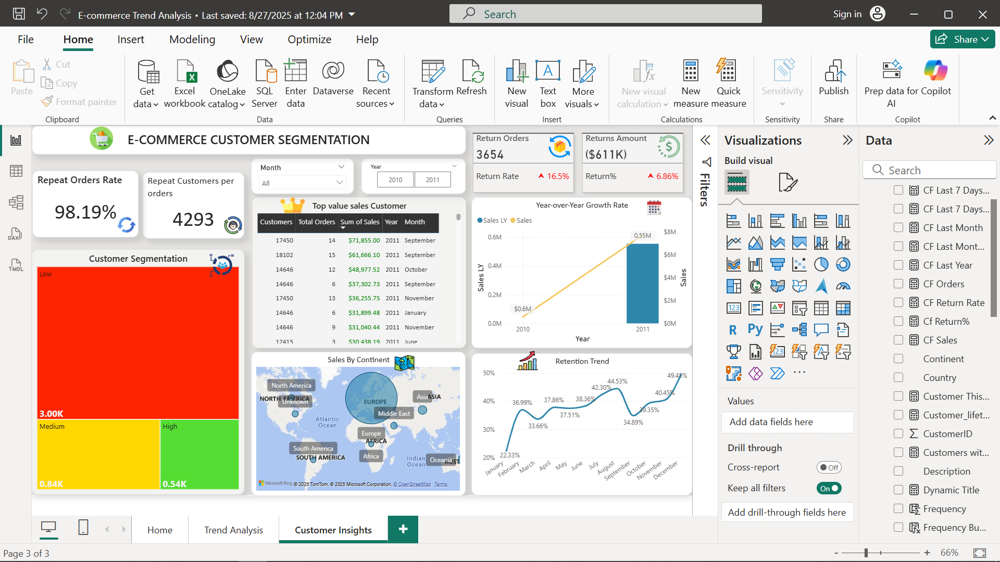 E-commerce Trend Analysis • Last saved: 8/27/2025 at 12:04 PM
Search
Sign in
File
Home
Insert
Modeling
View
Optimize
Help
Share
Paste
Cut
Copy
Format painter
Clipboard
Get data
Excel workbook
OneLake catalog
SQL Server
Enter data
Dataverse
Recent sources
Data
Transform data
Refresh
Queries
New visual
Text box
More visuals
Insert
New visual calculation
New measure
Quick measure
Calculations
Sensitivity
Sensitivity
Publish
Share
Prep data for AI
Copilot
Copilot
E-COMMERCE CUSTOMER SEGMENTATION
Return Orders
3654
Return Rate 16.5%
Returns Amount
($611K)
Return% 6.86%
Repeat Orders Rate
98.19%
Repeat Customers per orders
4293
Month
All
Year
2010 2011
Customer Segmentation
Low
3.00K
Medium
0.84K
High
0.54K
Top value sales Customer
Customers Total Orders Sum of Sales Year Month
17450 14 $71,855.00 2011 September
18102 15 $61,666.10 2011 September
14646 12 $48,977.52 2011 October
14646 6 $37,302.73 2011 September
17450 13 $36,255.75 2011 November
14646 6 $31,899.48 2011 January
14646 9 $31,040.44 2011 November
12415 3 $30,438.19 2011 June
Year-over-Year Growth Rate
Sales LY Sales
0.6M
0.4M
0.2M
0.0M
Sales LY
$0.6M
0.55M
$8M
$6M
$4M
$2M
$0M
Sales
2010
2011
Year
Sales By Continent
North America
NORTH AMERICA
Unknown
EUROPE
Asia
ASIA
Middle East
Atlantic Ocean
Europe
AFRICA
Africa
South America
SOUTH AMERICA
Indian Ocean
Oceania
AUST
Microsoft Bing
© 2025 TomTom, © 2025 Microsoft Corporation, © OpenStreetMap Terms
Retention Trend
50%
40%
30%
20%
22.33%
36.99%
33.66%
37.86%
37.51%
38.36%
42.30%
44.53%
34.89%
39.35%
40.45%
49.45%
January
February
March
April
May
June
July
August
September
October
November
December
Filters
Visualizations
Build visual
123
R
Py
123
Values
Add data fields here
Drill through
Cross-report
Off
Keep all filters
On
Add drill-through fields here
Data
Search
CF Last 7 Days...
CF Last 7 Days...
CF Last Month
CF Last Mont...
CF Last Year
CF Orders
CF Return Rate
Cf Return%
CF Sales
Continent
Country
Customer This...
Customer_lifet...
CustomerID
Customers wit...
Description
Dynamic Title
Frequency
Frequency Bu...
DAX
TMDL
Home
Trend Analysis
Customer Insights
+
Page 3 of 3
- + 66%